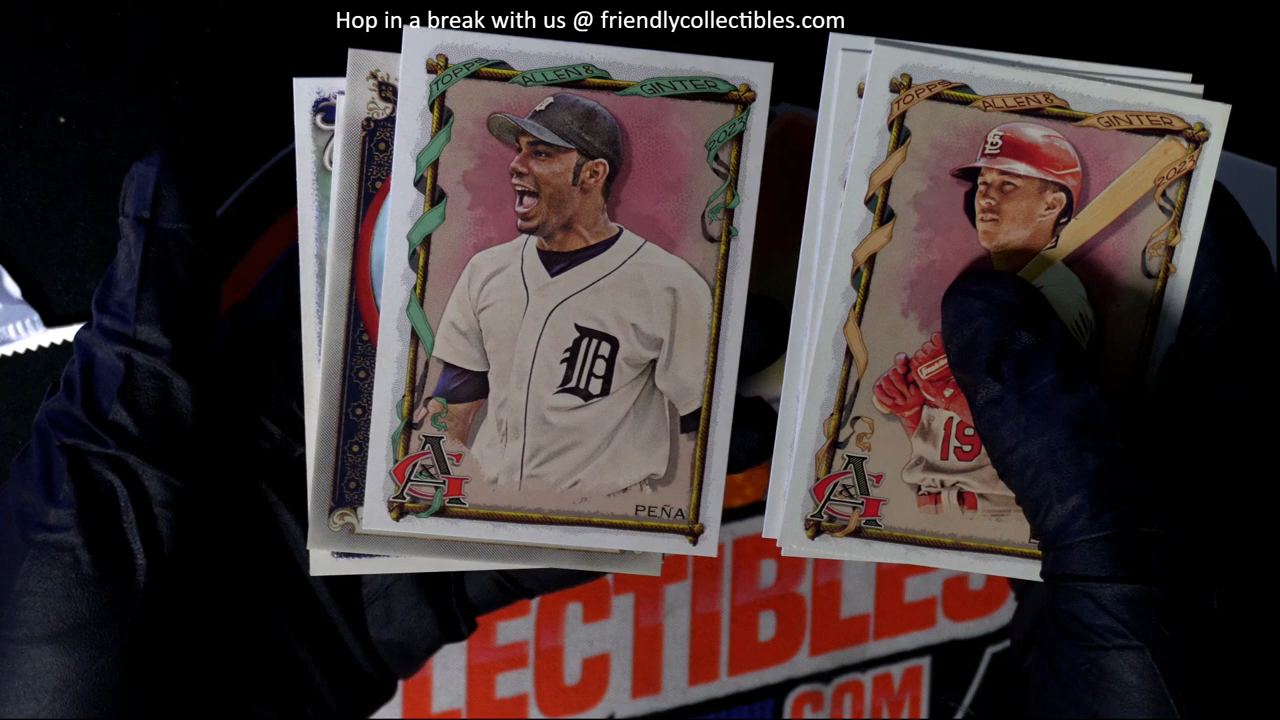 Hop in a break with us @ friendlycollectibles.com
TOPPS ALLEN & GINTER 2023
D
A&G
PEÑA
TOPPS ALLEN & GINTER 2023
STL
19
A&G
LECTIBLES
.COM